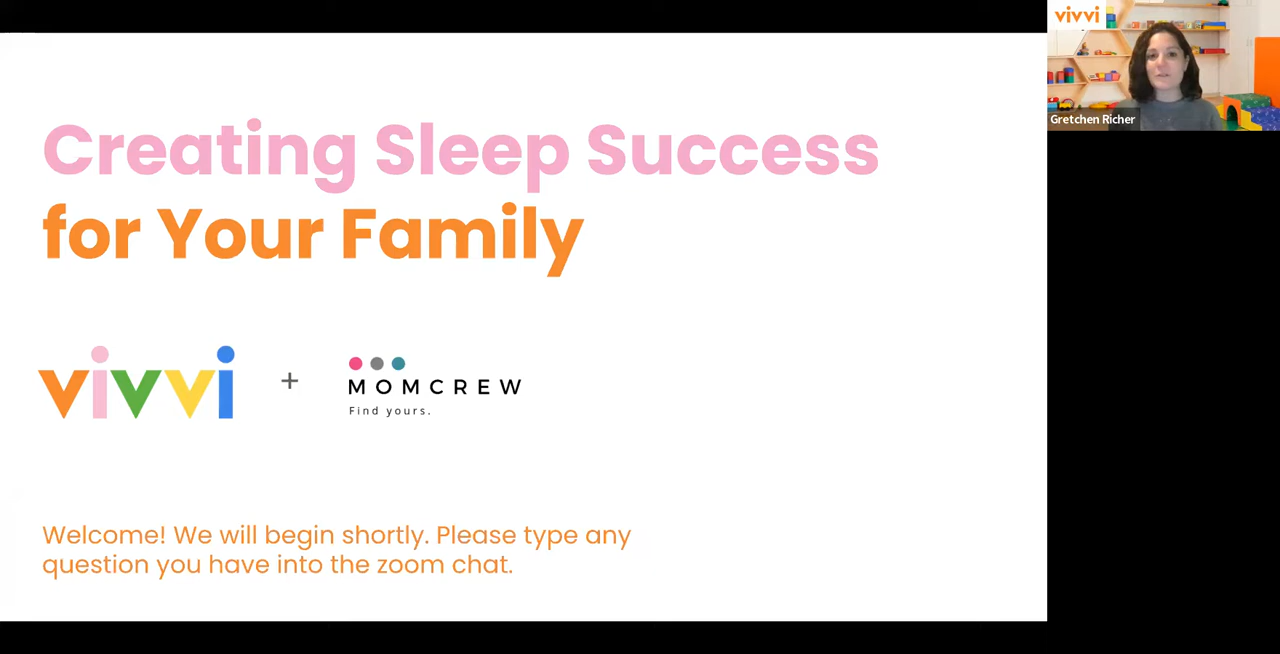 Creating Sleep Success
for Your Family
vivvi
+
MOMCREW
Find yours.
Welcome! We will begin shortly. Please type any
question you have into the zoom chat.
vivvi
Gretchen Richer